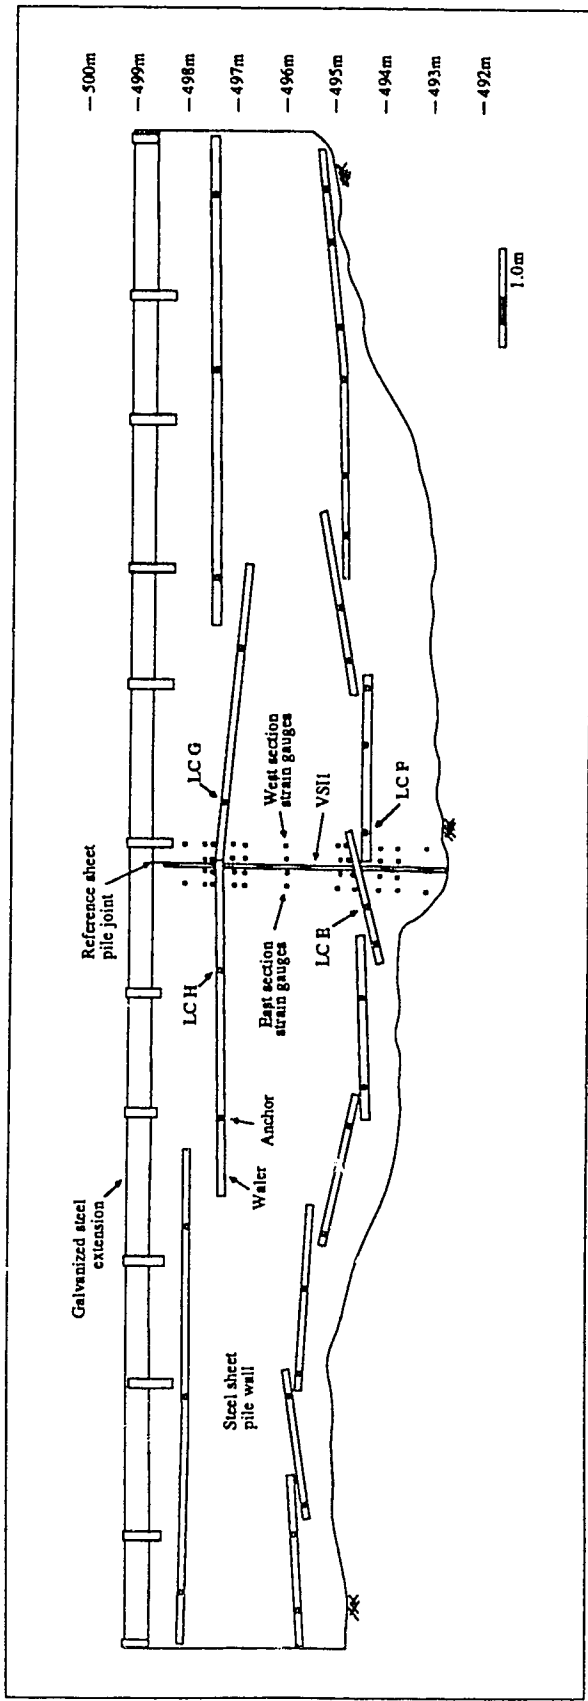 Galvanized steel
extension
Reference sheet
pile joint
Steel sheet
pile wall
Waler
Anchor
LC H
LC G
East section
strain gauges
West section
strain gauges
VSI1
LC E
LC F
1.0m
–500m
–499m
–498m
–497m
–496m
–495m
–494m
–493m
–492m